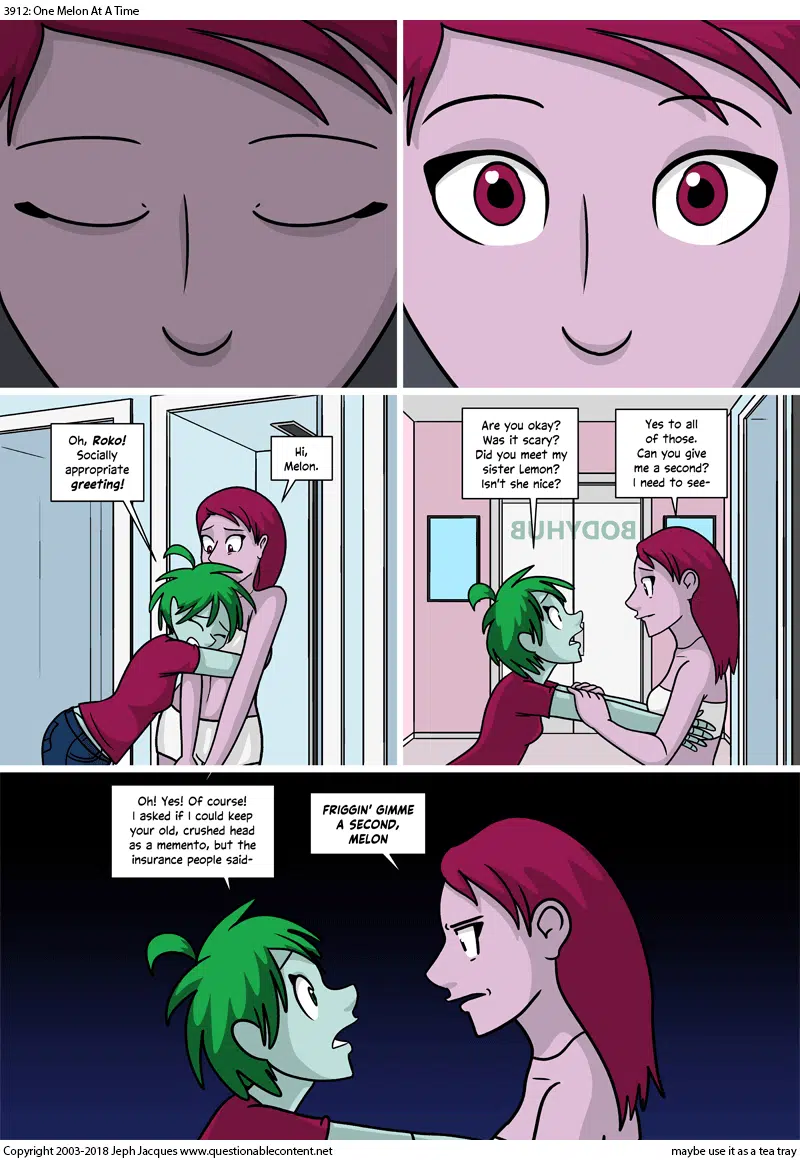 3912: One Melon At A Time
Oh, Roko!
Socially
appropriate
greeting!
Hi,
Melon.
Are you okay?
Was it scary?
Did you meet my
sister Lemon?
Isn't she nice?
Yes to all
of those.
Can you give
me a second?
I need to see-
BODYHUB
Oh! Yes! Of course!
I asked if I could keep
your old, crushed head
as a memento, but the
insurance people said-
FRIGGIN' GIMME
A SECOND,
MELON
Copyright 2003-2018 Jeph Jacques www.questionablecontent.net
maybe use it as a tea tray